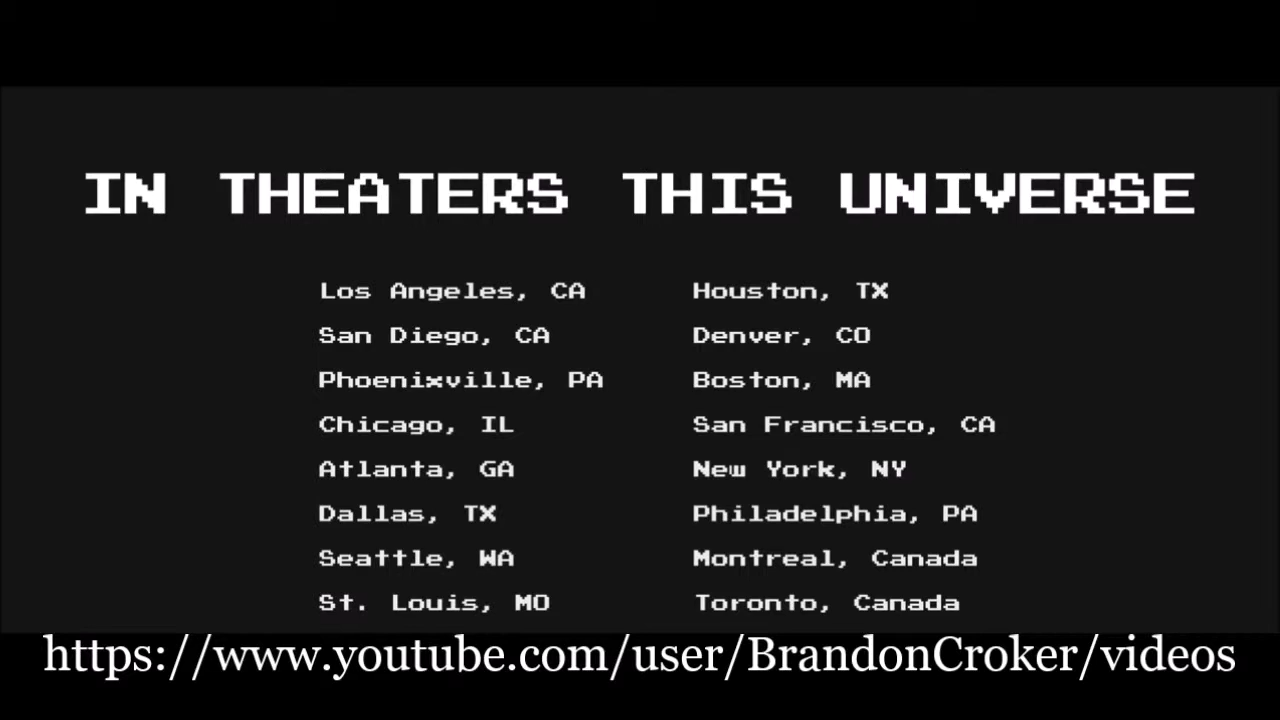 IN THEATERS THIS UNIVERSE
Los Angeles, CA
San Diego, CA
Phoenixville, PA
Chicago, IL
Atlanta, GA
Dallas, TX
Seattle, WA
St. Louis, MO
Houston, TX
Denver, CO
Boston, MA
San Francisco, CA
New York, NY
Philadelphia, PA
Montreal, Canada
Toronto, Canada
https://www.youtube.com/user/BrandonCroker/videos